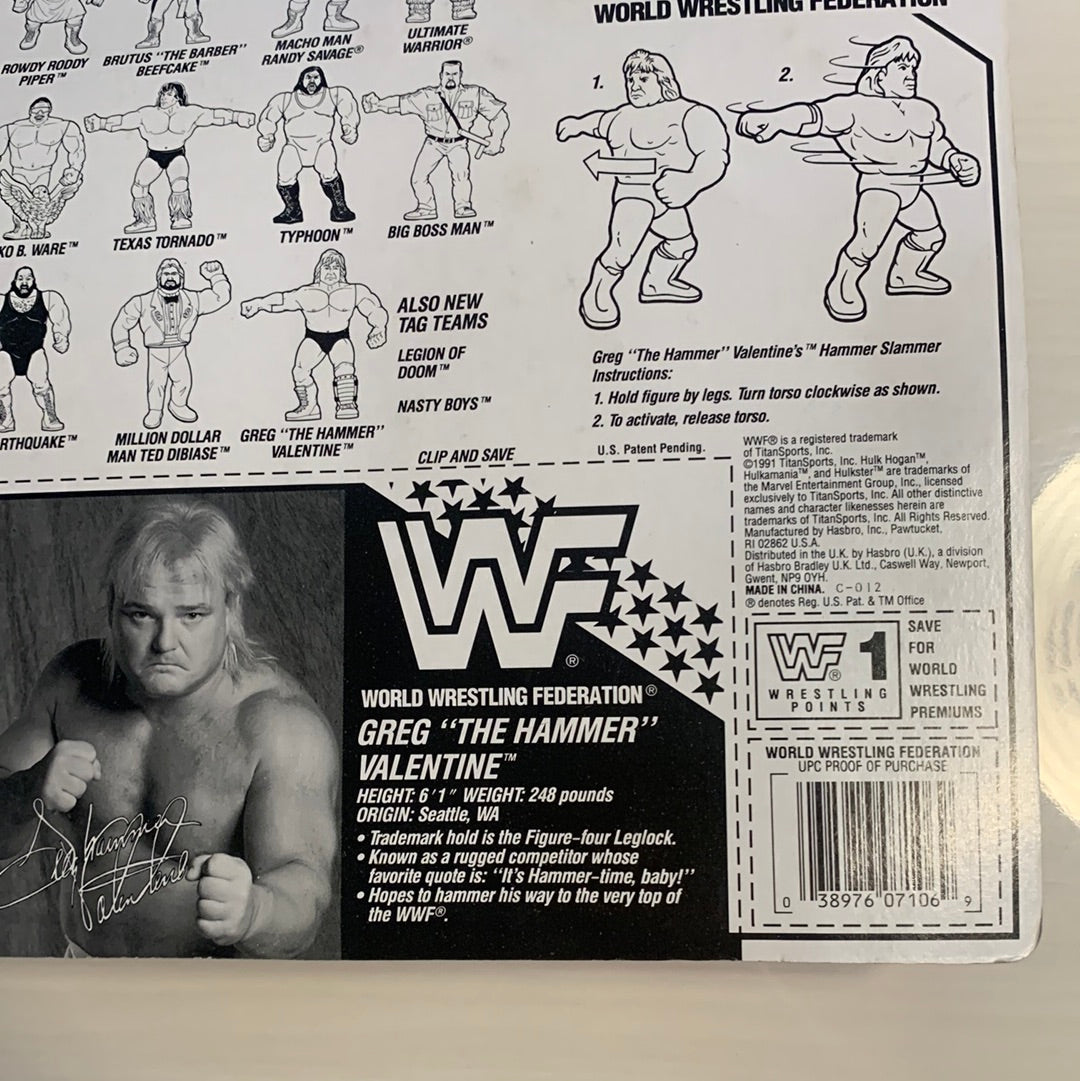 WORLD WRESTLING FEDERATION
ROWDY RODDY
PIPER™
BRUTUS "THE BARBER"
BEEFCAKE™
MACHO MAN
RANDY SAVAGE®
ULTIMATE
WARRIOR®
KO B. WARE™
TEXAS TORNADO™
TYPHOON™
BIG BOSS MAN™
RTHQUAKE™
MILLION DOLLAR
MAN TED DIBIASE™
GREG "THE HAMMER"
VALENTINE™
ALSO NEW
TAG TEAMS
LEGION OF
DOOM™
NASTY BOYS™
CLIP AND SAVE
1.
2.
Greg "The Hammer" Valentine's™ Hammer Slammer
Instructions:
1. Hold figure by legs. Turn torso clockwise as shown.
2. To activate, release torso.
U.S. Patent Pending.
WWF® is a registered trademark
of TitanSports, Inc.
©1991 TitanSports, Inc. Hulk Hogan™,
Hulkamania™, and Hulkster™ are trademarks of
the Marvel Entertainment Group, Inc., licensed
exclusively to TitanSports, Inc. All other distinctive
names and character likenesses herein are
trademarks of TitanSports, Inc. All Rights Reserved.
Manufactured by Hasbro, Inc., Pawtucket,
RI 02862 U.S.A.
Distributed in the U.K. by Hasbro (U.K.), a division
of Hasbro Bradley U.K. Ltd., Caswell Way, Newport,
Gwent, NP9 0YH.
MADE IN CHINA. C-012
® denotes Reg. U.S. Pat. & TM Office
WF®
WORLD WRESTLING FEDERATION®
GREG "THE HAMMER"
VALENTINE™
HEIGHT: 6'1" WEIGHT: 248 pounds
ORIGIN: Seattle, WA
• Trademark hold is the Figure-four Leglock.
• Known as a rugged competitor whose
favorite quote is: "It's Hammer-time, baby!"
• Hopes to hammer his way to the very top of
the WWF®.
Greg Hammer
Valentine
WF® 1
WRESTLING
POINTS
SAVE
FOR
WORLD
WRESTLING
PREMIUMS
WORLD WRESTLING FEDERATION
UPC PROOF OF PURCHASE
0 38976 07106 9